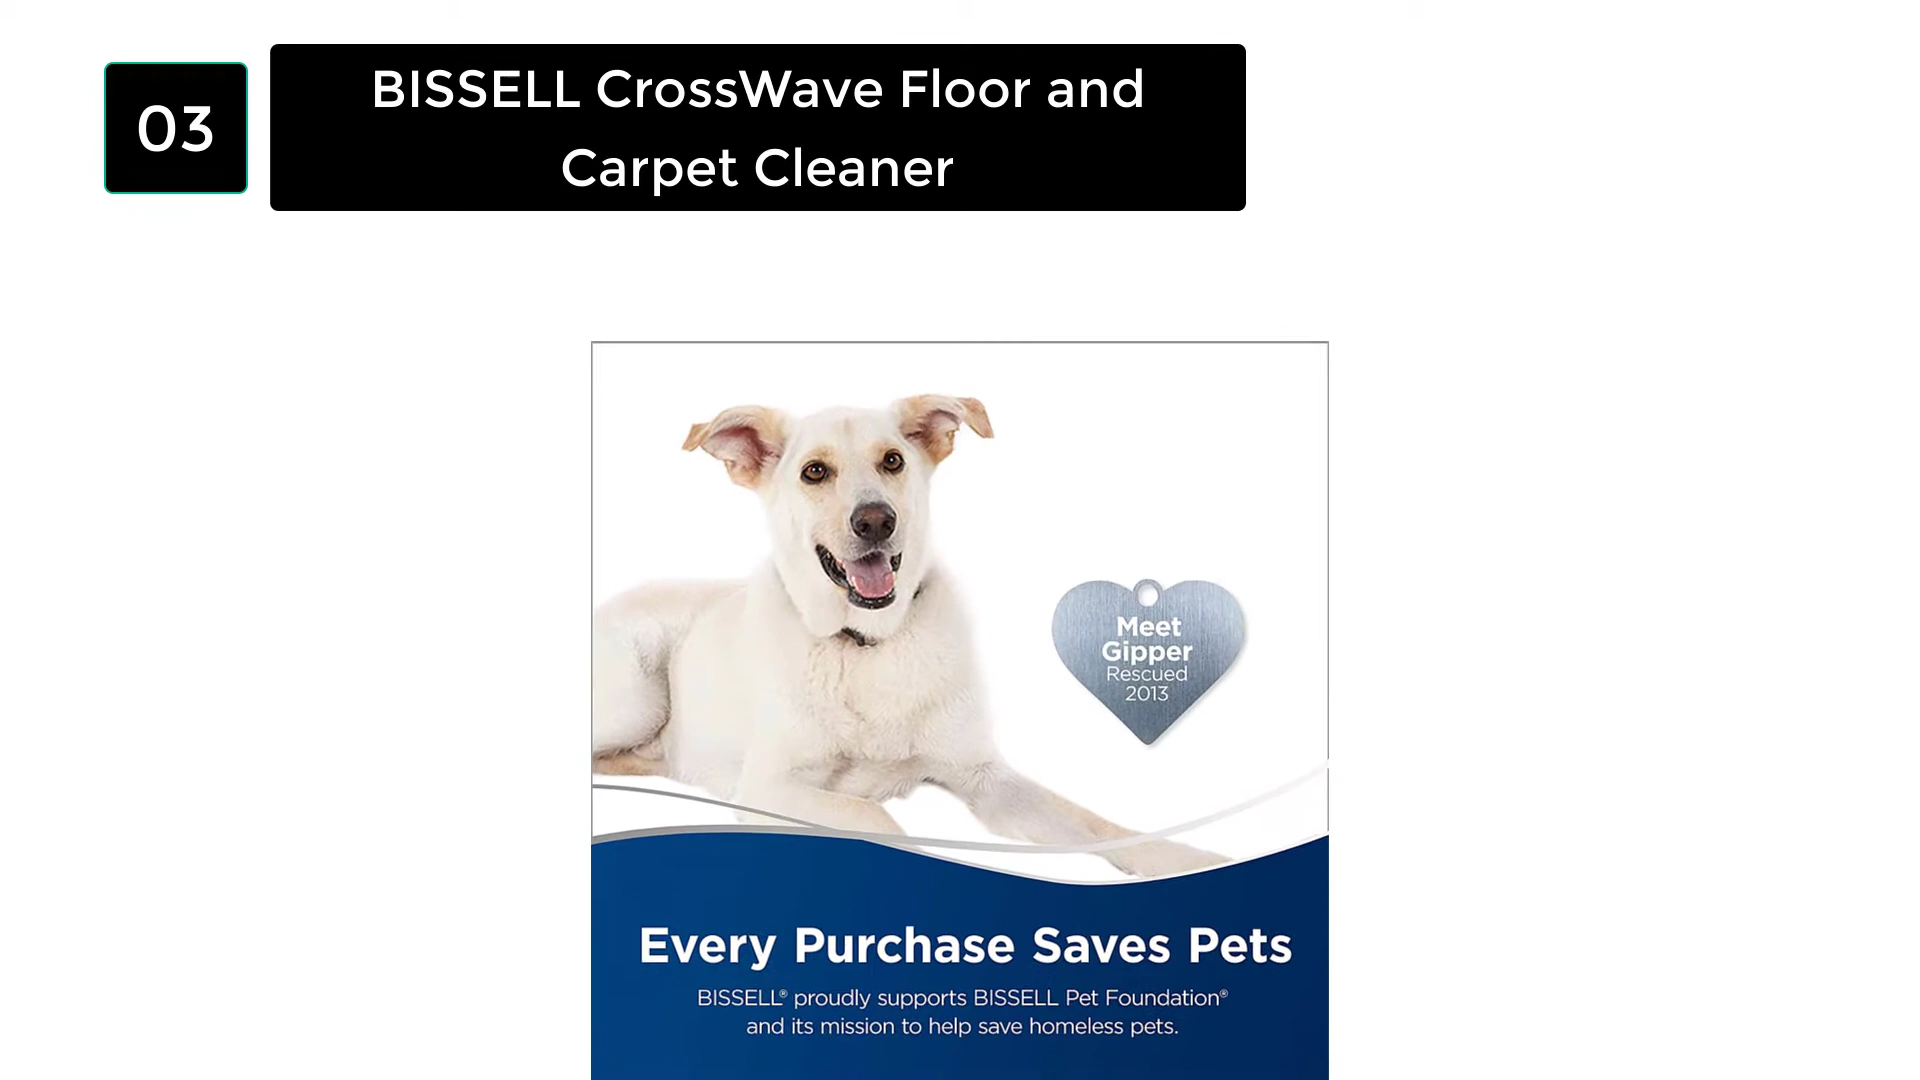 03
BISSELL CrossWave Floor and
Carpet Cleaner
Meet
Gipper
Rescued
2013
Every Purchase Saves Pets
BISSELL® proudly supports BISSELL Pet Foundation®
and its mission to help save homeless pets.